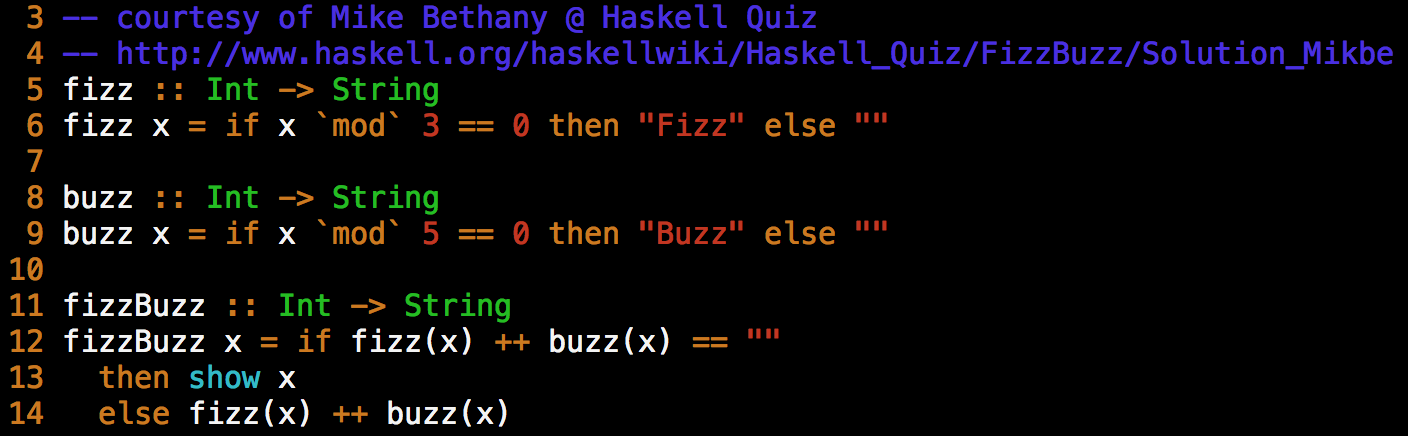 3 -- courtesy of Mike Bethany @ Haskell Quiz
4 -- http://www.haskell.org/haskellwiki/Haskell_Quiz/FizzBuzz/Solution_Mikbe
5 fizz :: Int -> String
6 fizz x = if x `mod` 3 == 0 then "Fizz" else ""
7
8 buzz :: Int -> String
9 buzz x = if x `mod` 5 == 0 then "Buzz" else ""
10
11 fizzBuzz :: Int -> String
12 fizzBuzz x = if fizz(x) ++ buzz(x) == ""
13   then show x
14   else fizz(x) ++ buzz(x)